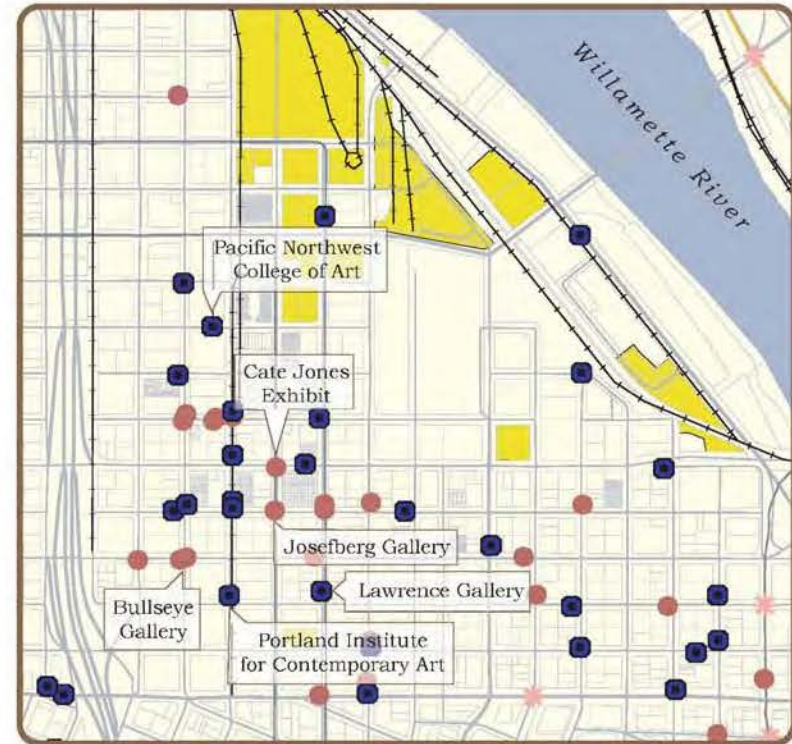 Willamette River
Pacific Northwest
College of Art
Cate Jones
Exhibit
Josefberg Gallery
Lawrence Gallery
Bullseye
Gallery
Portland Institute
for Contemporary Art